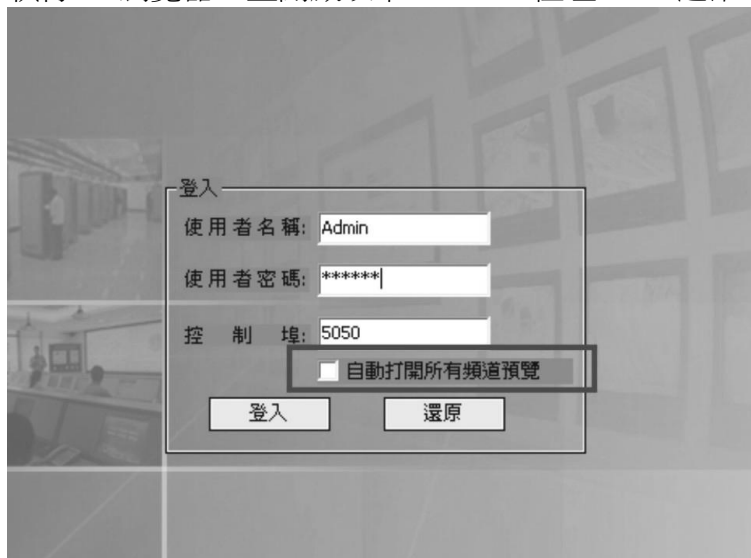 登入
使用者名稱: Admin
使用者密碼: ******
控制埠: 5050
自動打開所有頻道預覽
登入 還原